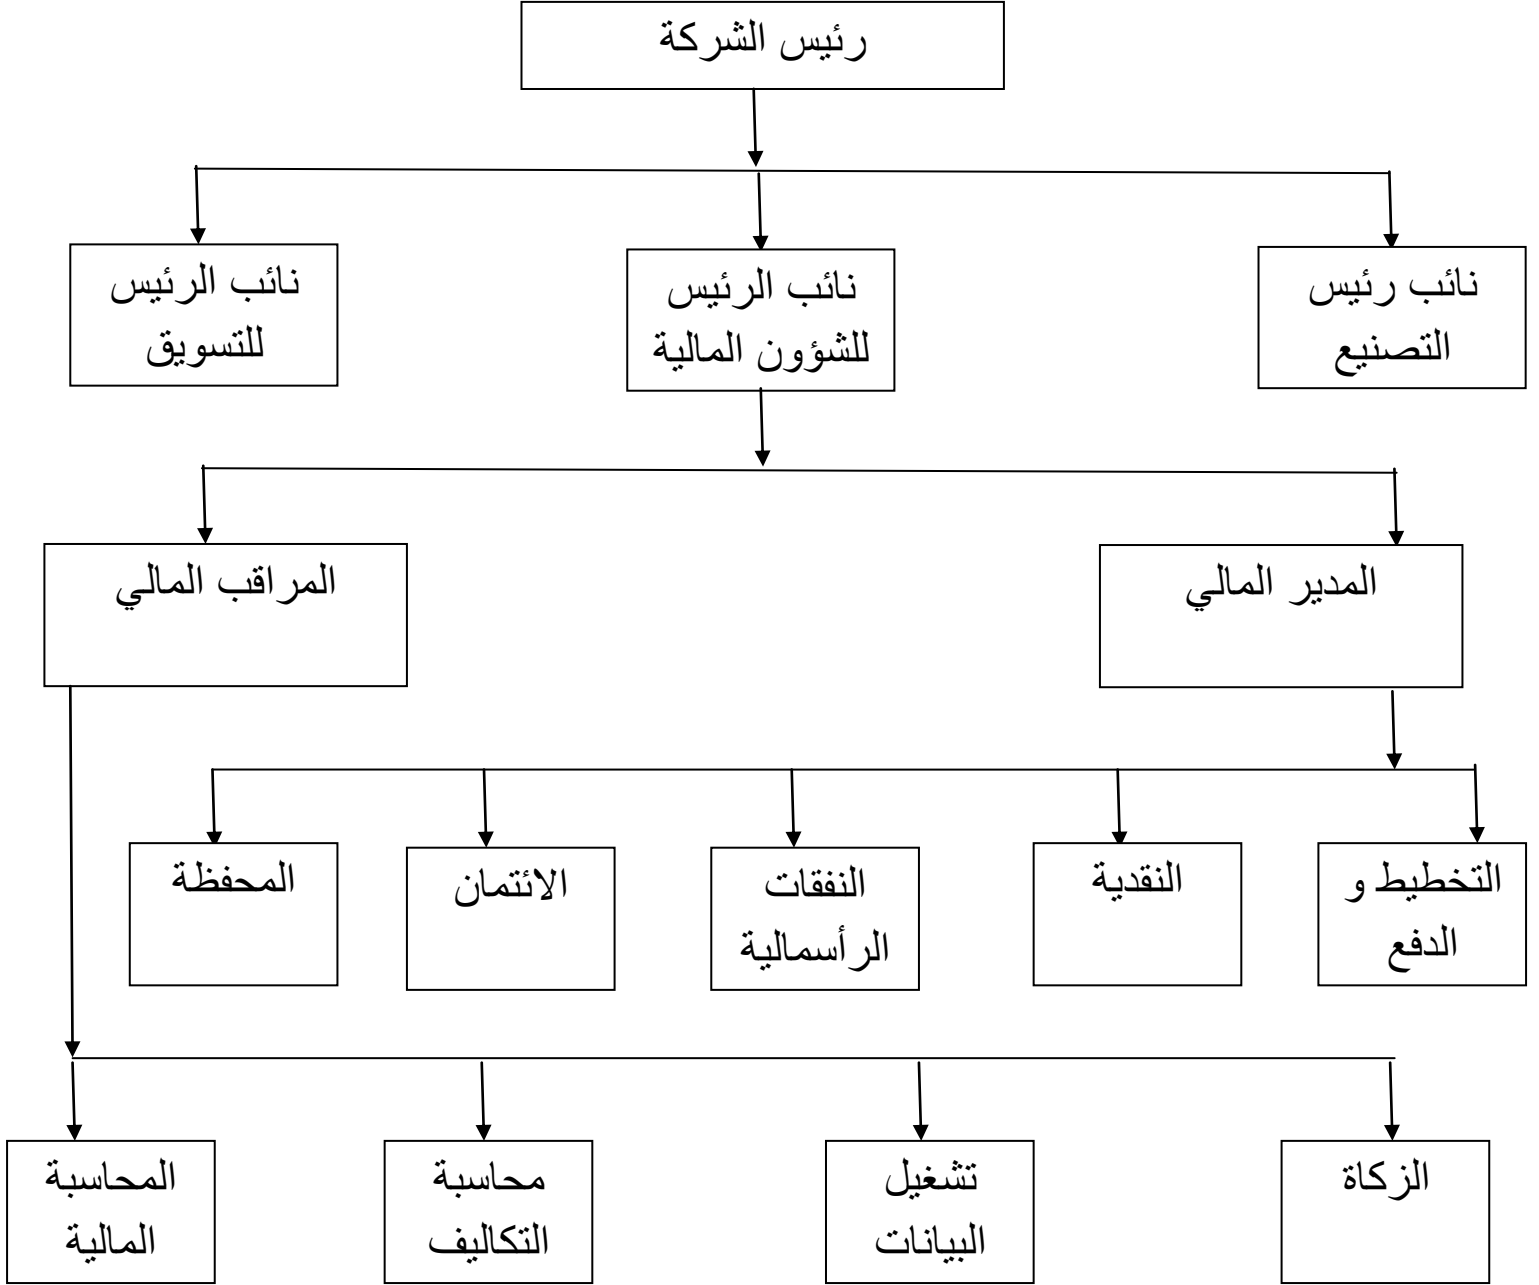 رئيس الشركة
نائب رئيس
التصنيع
نائب الرئيس
للشؤون المالية
نائب الرئيس
للتسويق
المدير المالي
المراقب المالي
التخطيط و
الدفع
النقدية
النفقات
الرأسمالية
الائتمان
المحفظة
الزكاة
تشغيل
البيانات
محاسبة
التكاليف
المحاسبة
المالية